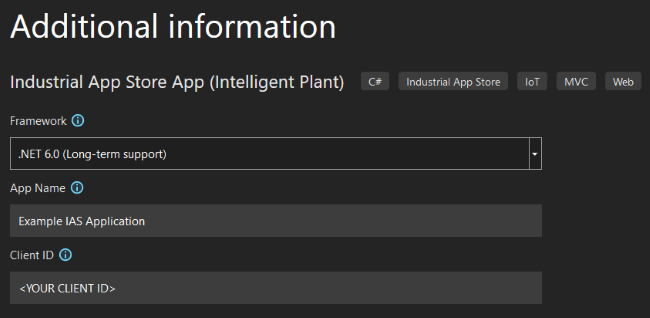 Additional information
Industrial App Store App (Intelligent Plant) C# Industrial App Store IoT MVC Web
Framework
.NET 6.0 (Long-term support)
App Name
Example IAS Application
Client ID
<YOUR CLIENT ID>